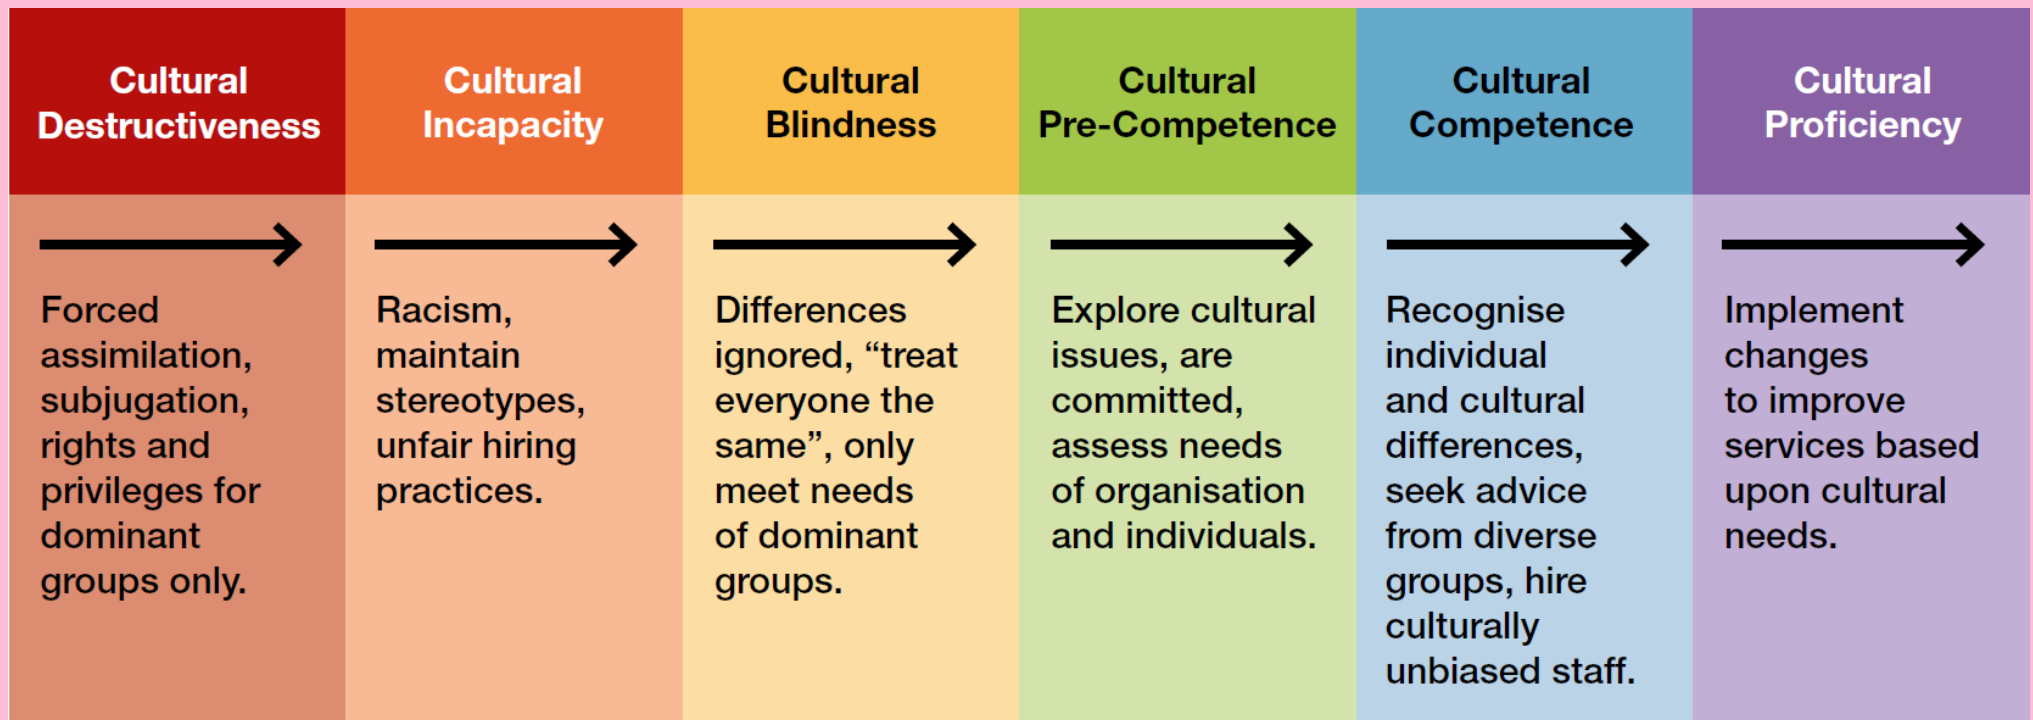 Cultural
Destructiveness
Forced
assimilation,
subjugation,
rights and
privileges for
dominant
groups only.
Cultural
Incapacity
Racism,
maintain
stereotypes,
unfair hiring
practices.
Cultural
Blindness
Differences
ignored, “treat
everyone the
same”, only
meet needs
of dominant
groups.
Cultural
Pre-Competence
Explore cultural
issues, are
committed,
assess needs
of organisation
and individuals.
Cultural
Competence
Recognise
individual
and cultural
differences,
seek advice
from diverse
groups, hire
culturally
unbiased staff.
Cultural
Proficiency
Implement
changes
to improve
services based
upon cultural
needs.